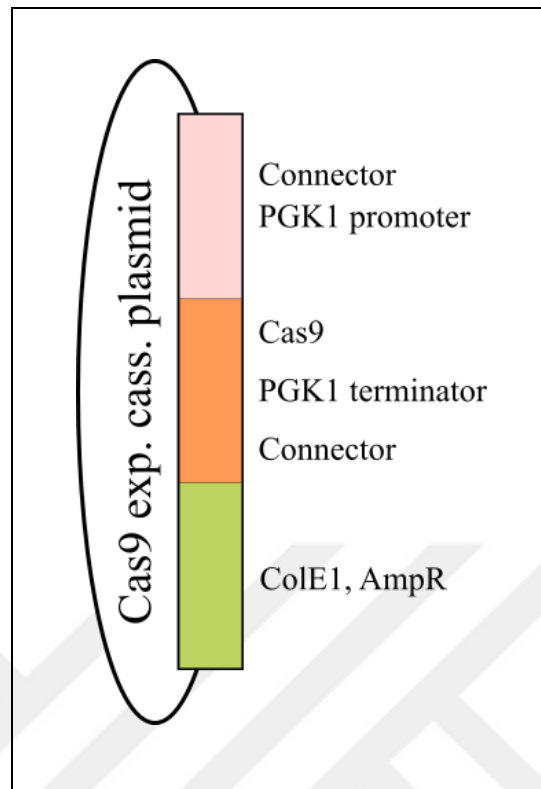 Cas9 exp. cass. plasmid
Connector
PGK1 promoter
Cas9
PGK1 terminator
Connector
ColE1, AmpR